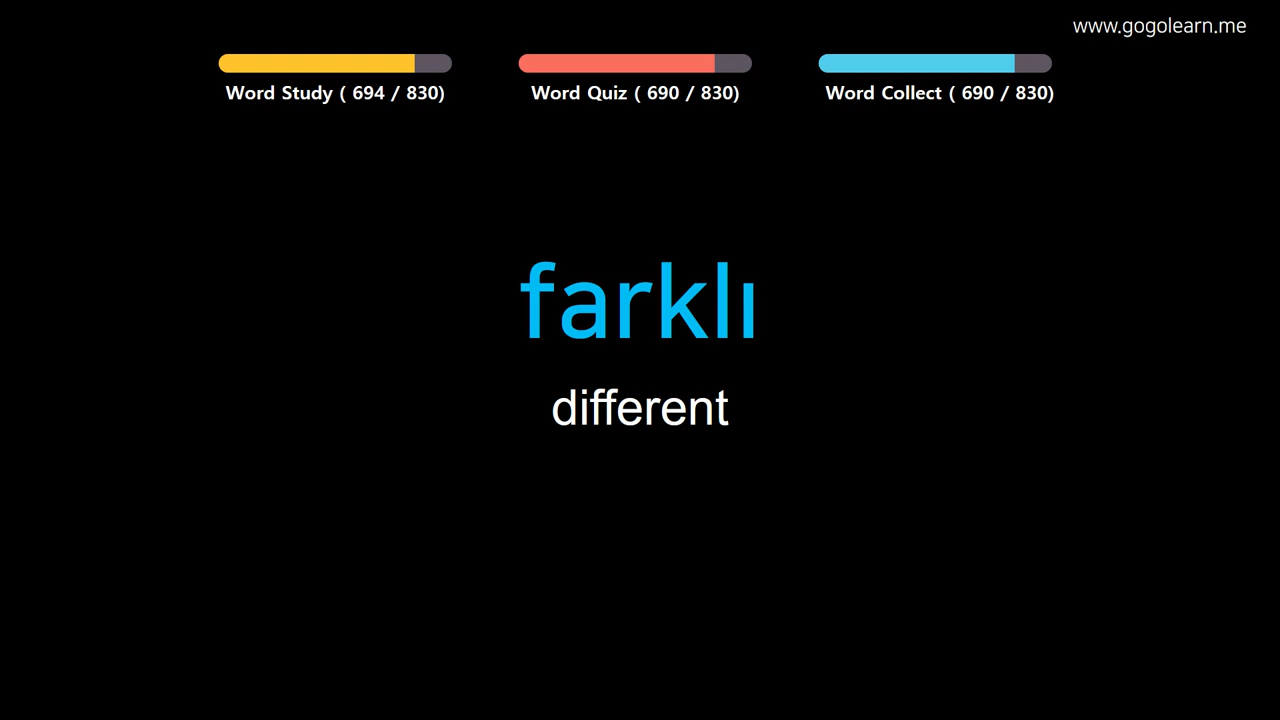 www.gogolearn.me
Word Study ( 694 / 830)
Word Quiz ( 690 / 830)
Word Collect ( 690 / 830)
farklı
different